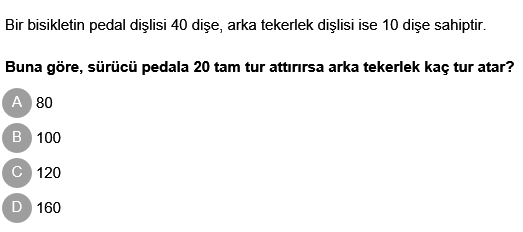 Bir bisikletin pedal dişlisi 40 dişe, arka tekerlek dişlisi ise 10 dişe sahiptir.
Buna göre, sürücü pedala 20 tam tur attırırsa arka tekerlek kaç tur atar?
A 80
B 100
C 120
D 160